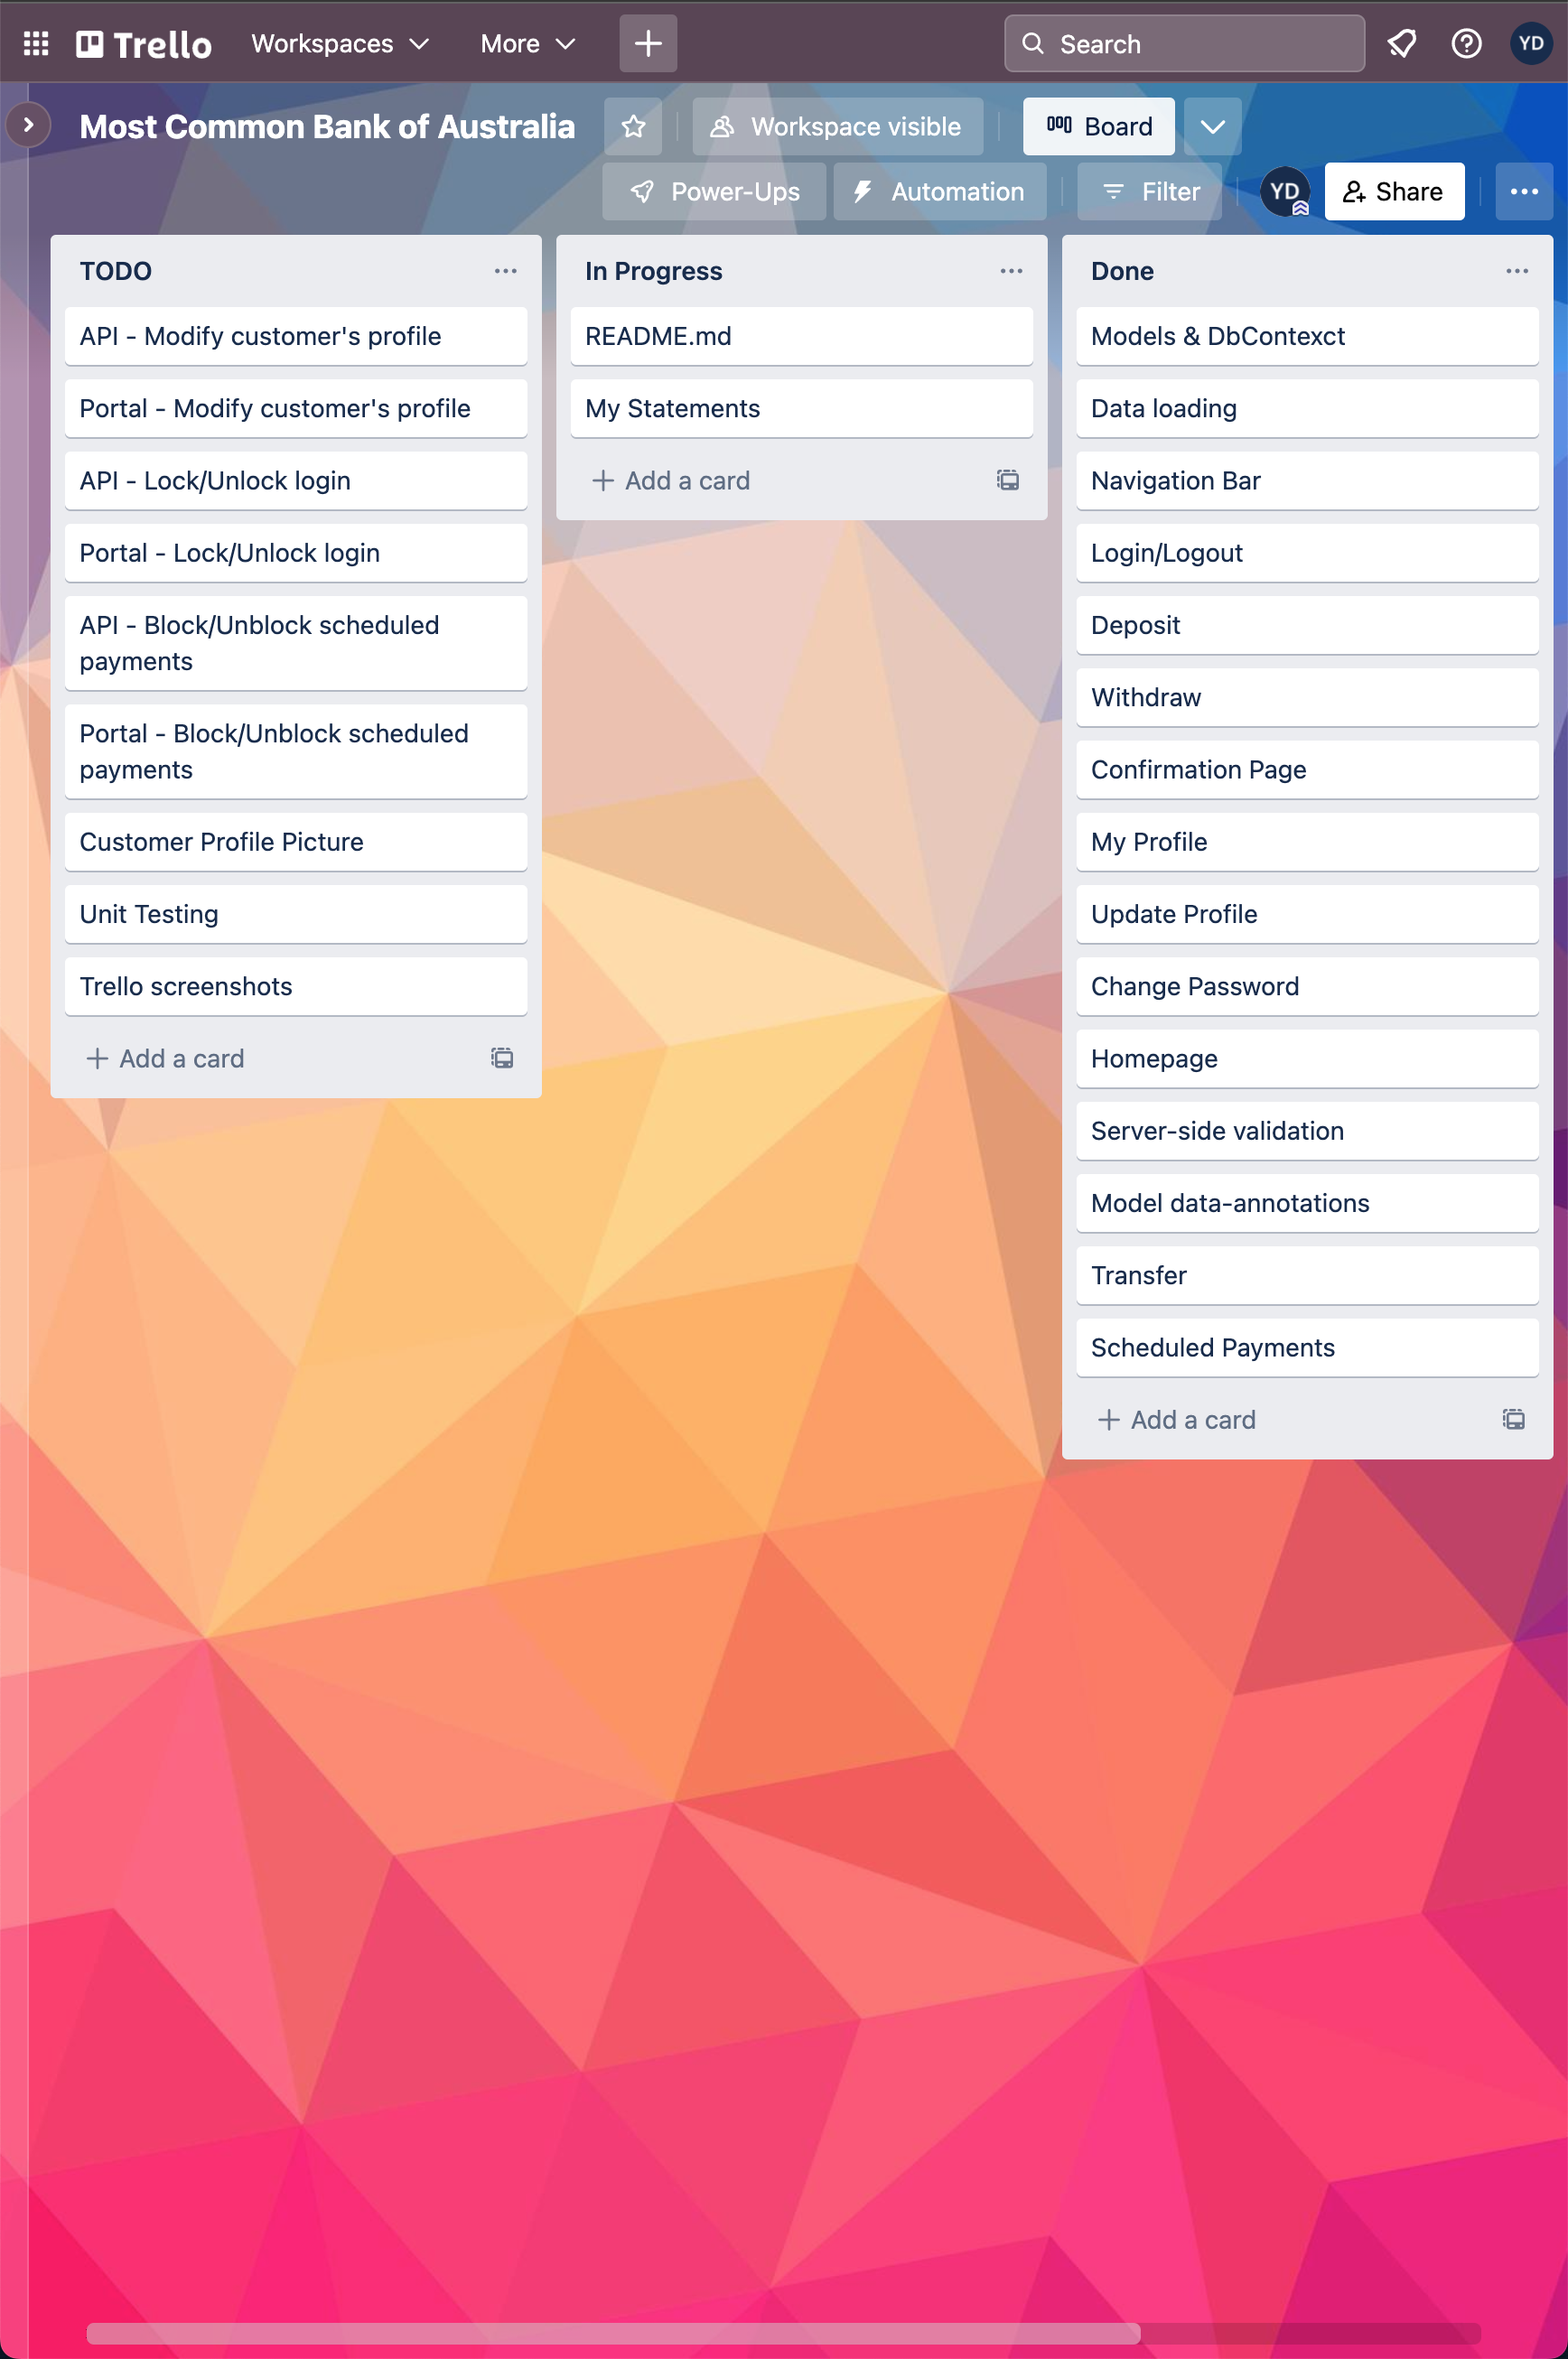 Trello Workspaces More Search YD
Most Common Bank of Australia Workspace visible Board
Power-Ups Automation Filter YD Share
TODO
API - Modify customer's profile
Portal - Modify customer's profile
API - Lock/Unlock login
Portal - Lock/Unlock login
API - Block/Unblock scheduled
payments
Portal - Block/Unblock scheduled
payments
Customer Profile Picture
Unit Testing
Trello screenshots
Add a card
In Progress
README.md
My Statements
Add a card
Done
Models & DbContexct
Data loading
Navigation Bar
Login/Logout
Deposit
Withdraw
Confirmation Page
My Profile
Update Profile
Change Password
Homepage
Server-side validation
Model data-annotations
Transfer
Scheduled Payments
Add a card